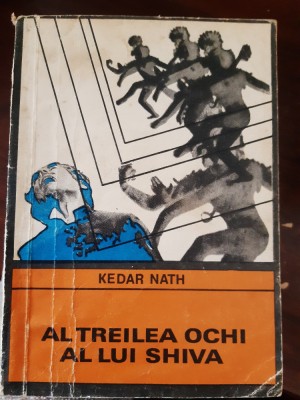 KEDAR NATH
AL TREILEA OCHI
AL LUI SHIVA